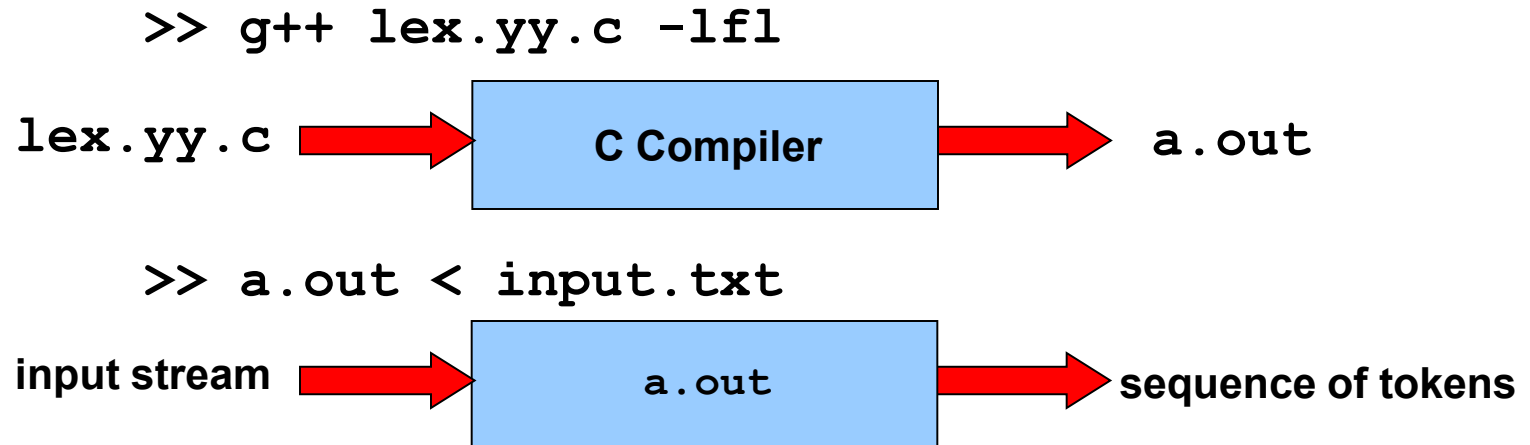 >> g++ lex.yy.c -lfl
lex.yy.c C Compiler a.out
>> a.out < input.txt
input stream a.out sequence of tokens